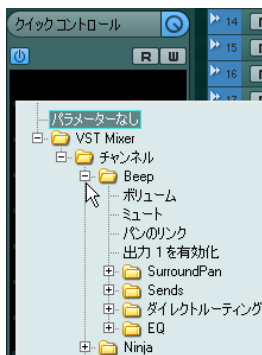 クイックコントロール
R W
14
15
16
17
パラメーターなし
VST Mixer
チャンネル
Beep
ボリューム
ミュート
パンのリンク
出力 1 を有効化
SurroundPan
Sends
ダイレクトルーティング
EQ
Ninja